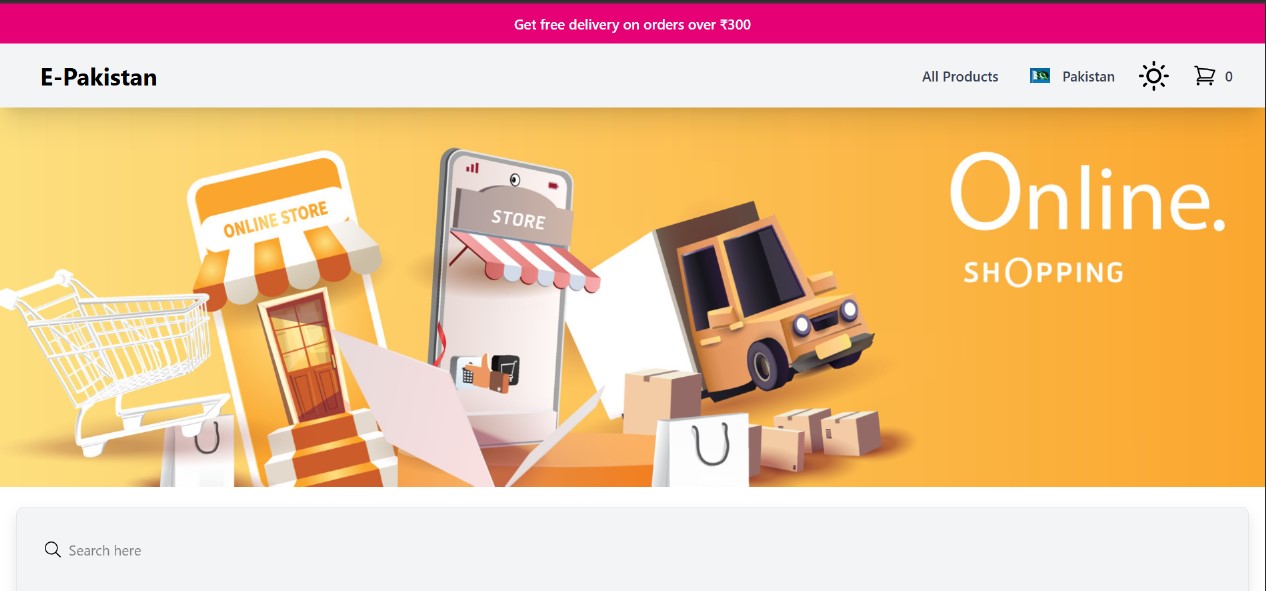 Get free delivery on orders over ₹300
E-Pakistan
All Products
Pakistan
0
ONLINE STORE
STORE
Online.
SHOPPING
Search here